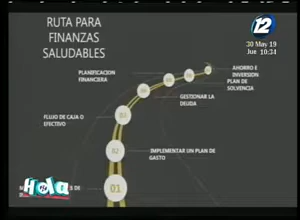 RUTA PARA
FINANZAS
SALUDABLES
12
30 May 19
Jue 10:34
AHORRO E
INVERSION
PLANIFICACION
FINANCIERA
PLAN DE
SOLVENCIA
GESTIONAR LA
DEUDA
FLUJO DE CAJA O
EFECTIVO
03
02
IMPLEMENTAR UN PLAN DE
GASTO
01
Hola